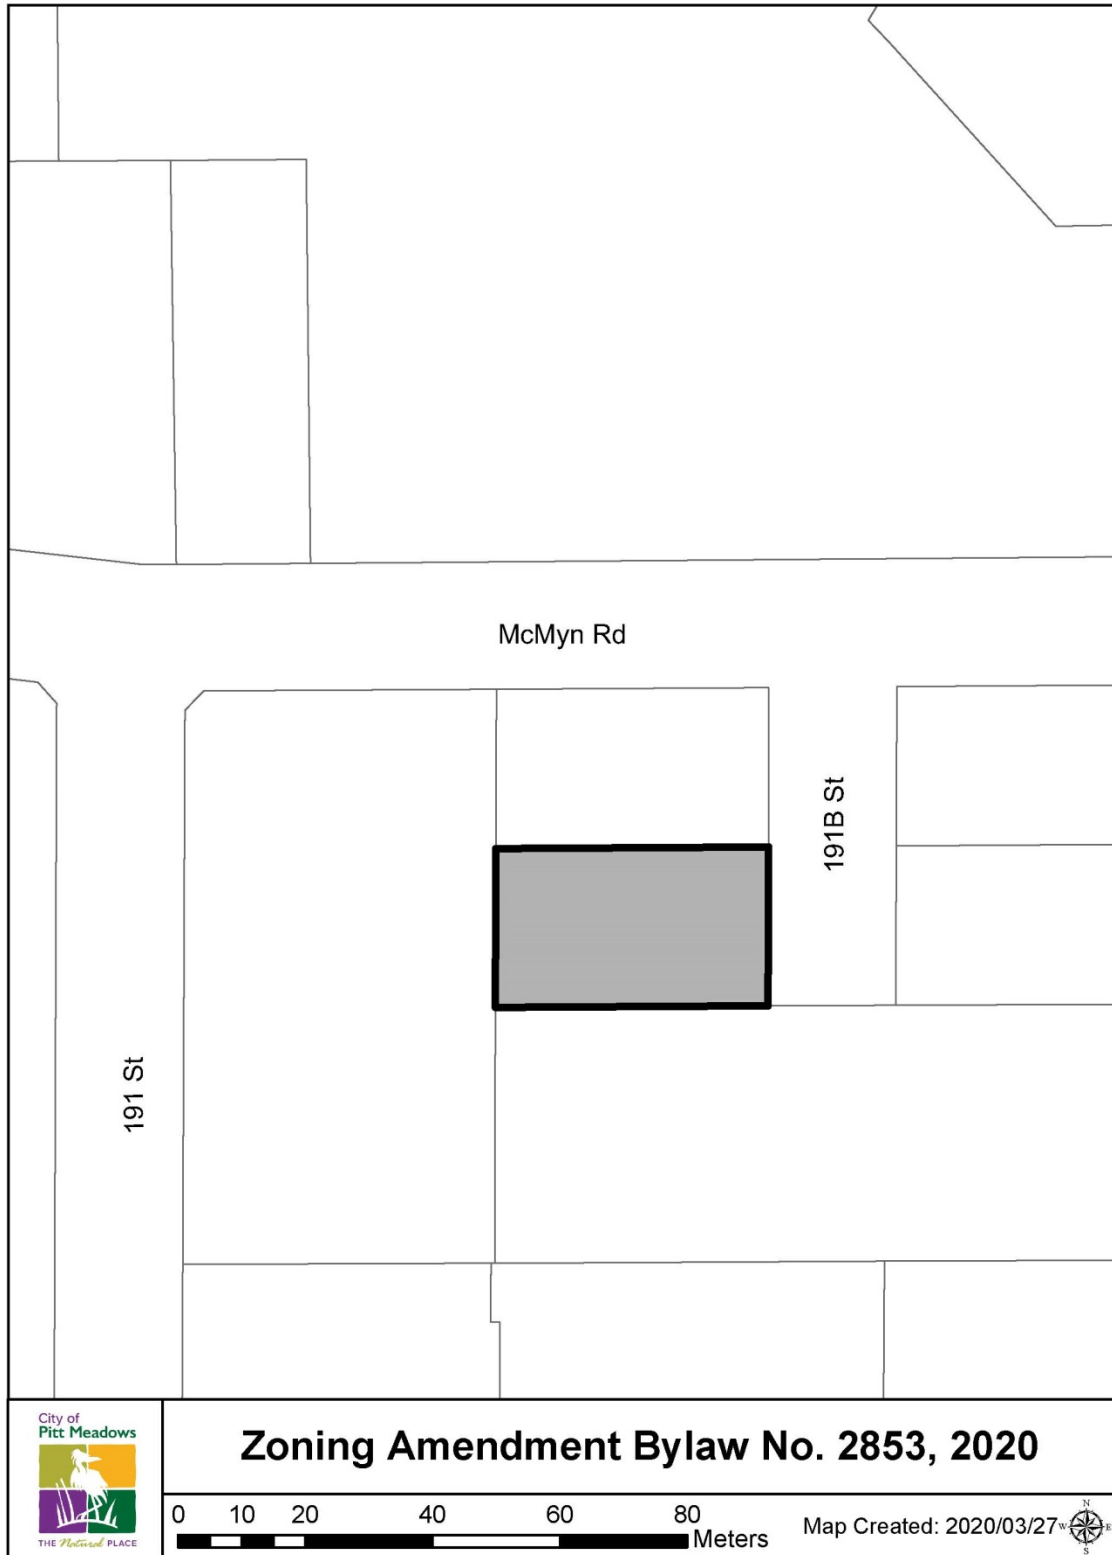 McMyn Rd
191B St
191 St
City of
Pitt Meadows
THE Natural PLACE
Zoning Amendment Bylaw No. 2853, 2020
0 10 20 40 60 80
Meters
Map Created: 2020/03/27
N
W E
S